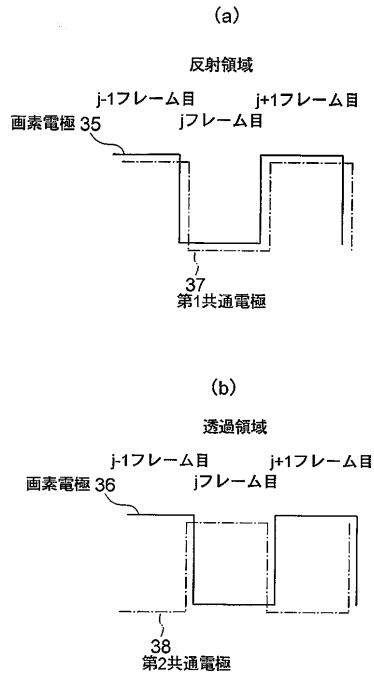 (a)
反射領域
j-1フレーム目
j+1フレーム目
jフレーム目
画素電極 35
37
第1共通電極
(b)
透過領域
j-1フレーム目
j+1フレーム目
jフレーム目
画素電極 36
38
第2共通電極